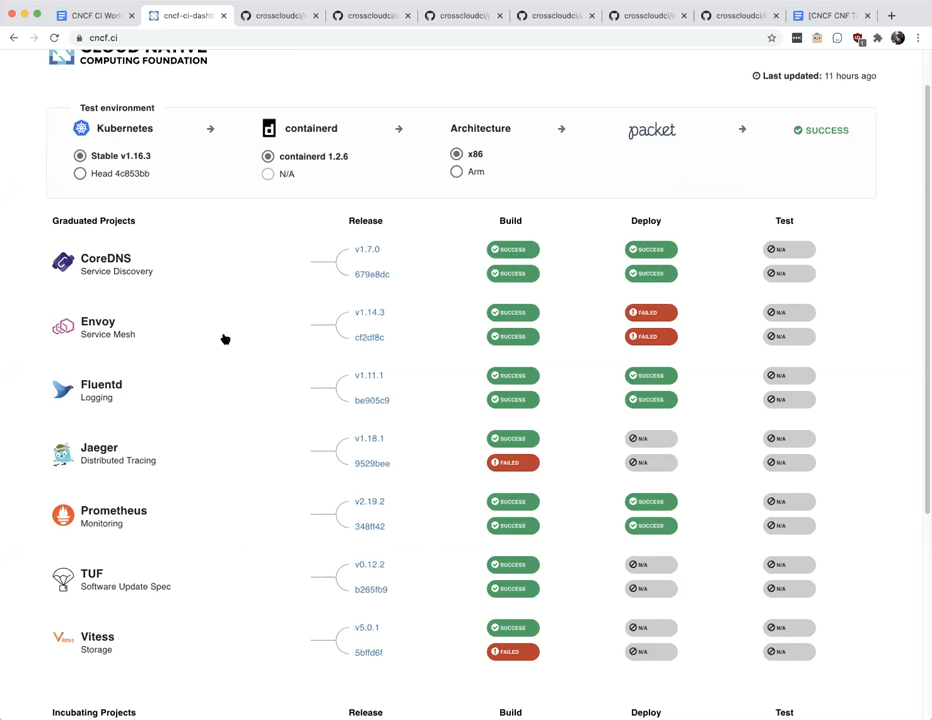 CNCF CI Work
cncf-ci-dashb
crosscloudci/
crosscloudci/
crosscloudci/
crosscloudci/
crosscloudci/
crosscloudci/
[CNCF CNF T
cncf.ci
1
CLOUD NATIVE
COMPUTING FOUNDATION
Last updated: 11 hours ago
Test environment
Kubernetes
containerd
Architecture
packet
SUCCESS
Stable v1.16.3
containerd 1.2.6
x86
Head 4c853bb
N/A
Arm
Graduated Projects Release Build Deploy Test
CoreDNS
Service Discovery
v1.7.0 SUCCESS SUCCESS N/A
679e8dc SUCCESS SUCCESS N/A
Envoy
Service Mesh
v1.14.3 SUCCESS FAILED N/A
cf2df8c SUCCESS FAILED N/A
Fluentd
Logging
v1.11.1 SUCCESS SUCCESS N/A
be905c9 SUCCESS SUCCESS N/A
Jaeger
Distributed Tracing
v1.18.1 SUCCESS N/A N/A
9529bee FAILED N/A N/A
Prometheus
Monitoring
v2.19.2 SUCCESS SUCCESS N/A
348ff42 SUCCESS SUCCESS N/A
TUF
Software Update Spec
v0.12.2 SUCCESS N/A N/A
b265fb9 SUCCESS N/A N/A
Vitess
Vitess
Storage
v5.0.1 SUCCESS N/A N/A
5bffd6f FAILED N/A N/A
Incubating Projects Release Build Deploy Test